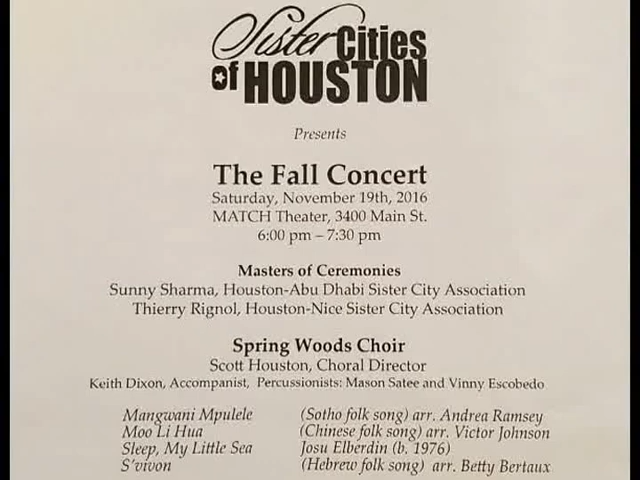 Sister Cities
of HOUSTON
Presents
The Fall Concert
Saturday, November 19th, 2016
MATCH Theater, 3400 Main St.
6:00 pm – 7:30 pm
Masters of Ceremonies
Sunny Sharma, Houston-Abu Dhabi Sister City Association
Thierry Rignol, Houston-Nice Sister City Association
Spring Woods Choir
Scott Houston, Choral Director
Keith Dixon, Accompanist, Percussionists: Mason Satee and Vinny Escobedo
Mangwani Mpulele (Sotho folk song) arr. Andrea Ramsey
Moo Li Hua (Chinese folk song) arr. Victor Johnson
Sleep, My Little Sea Josu Elberdin (b. 1976)
S'vivon (Hebrew folk song) arr. Betty Bertaux